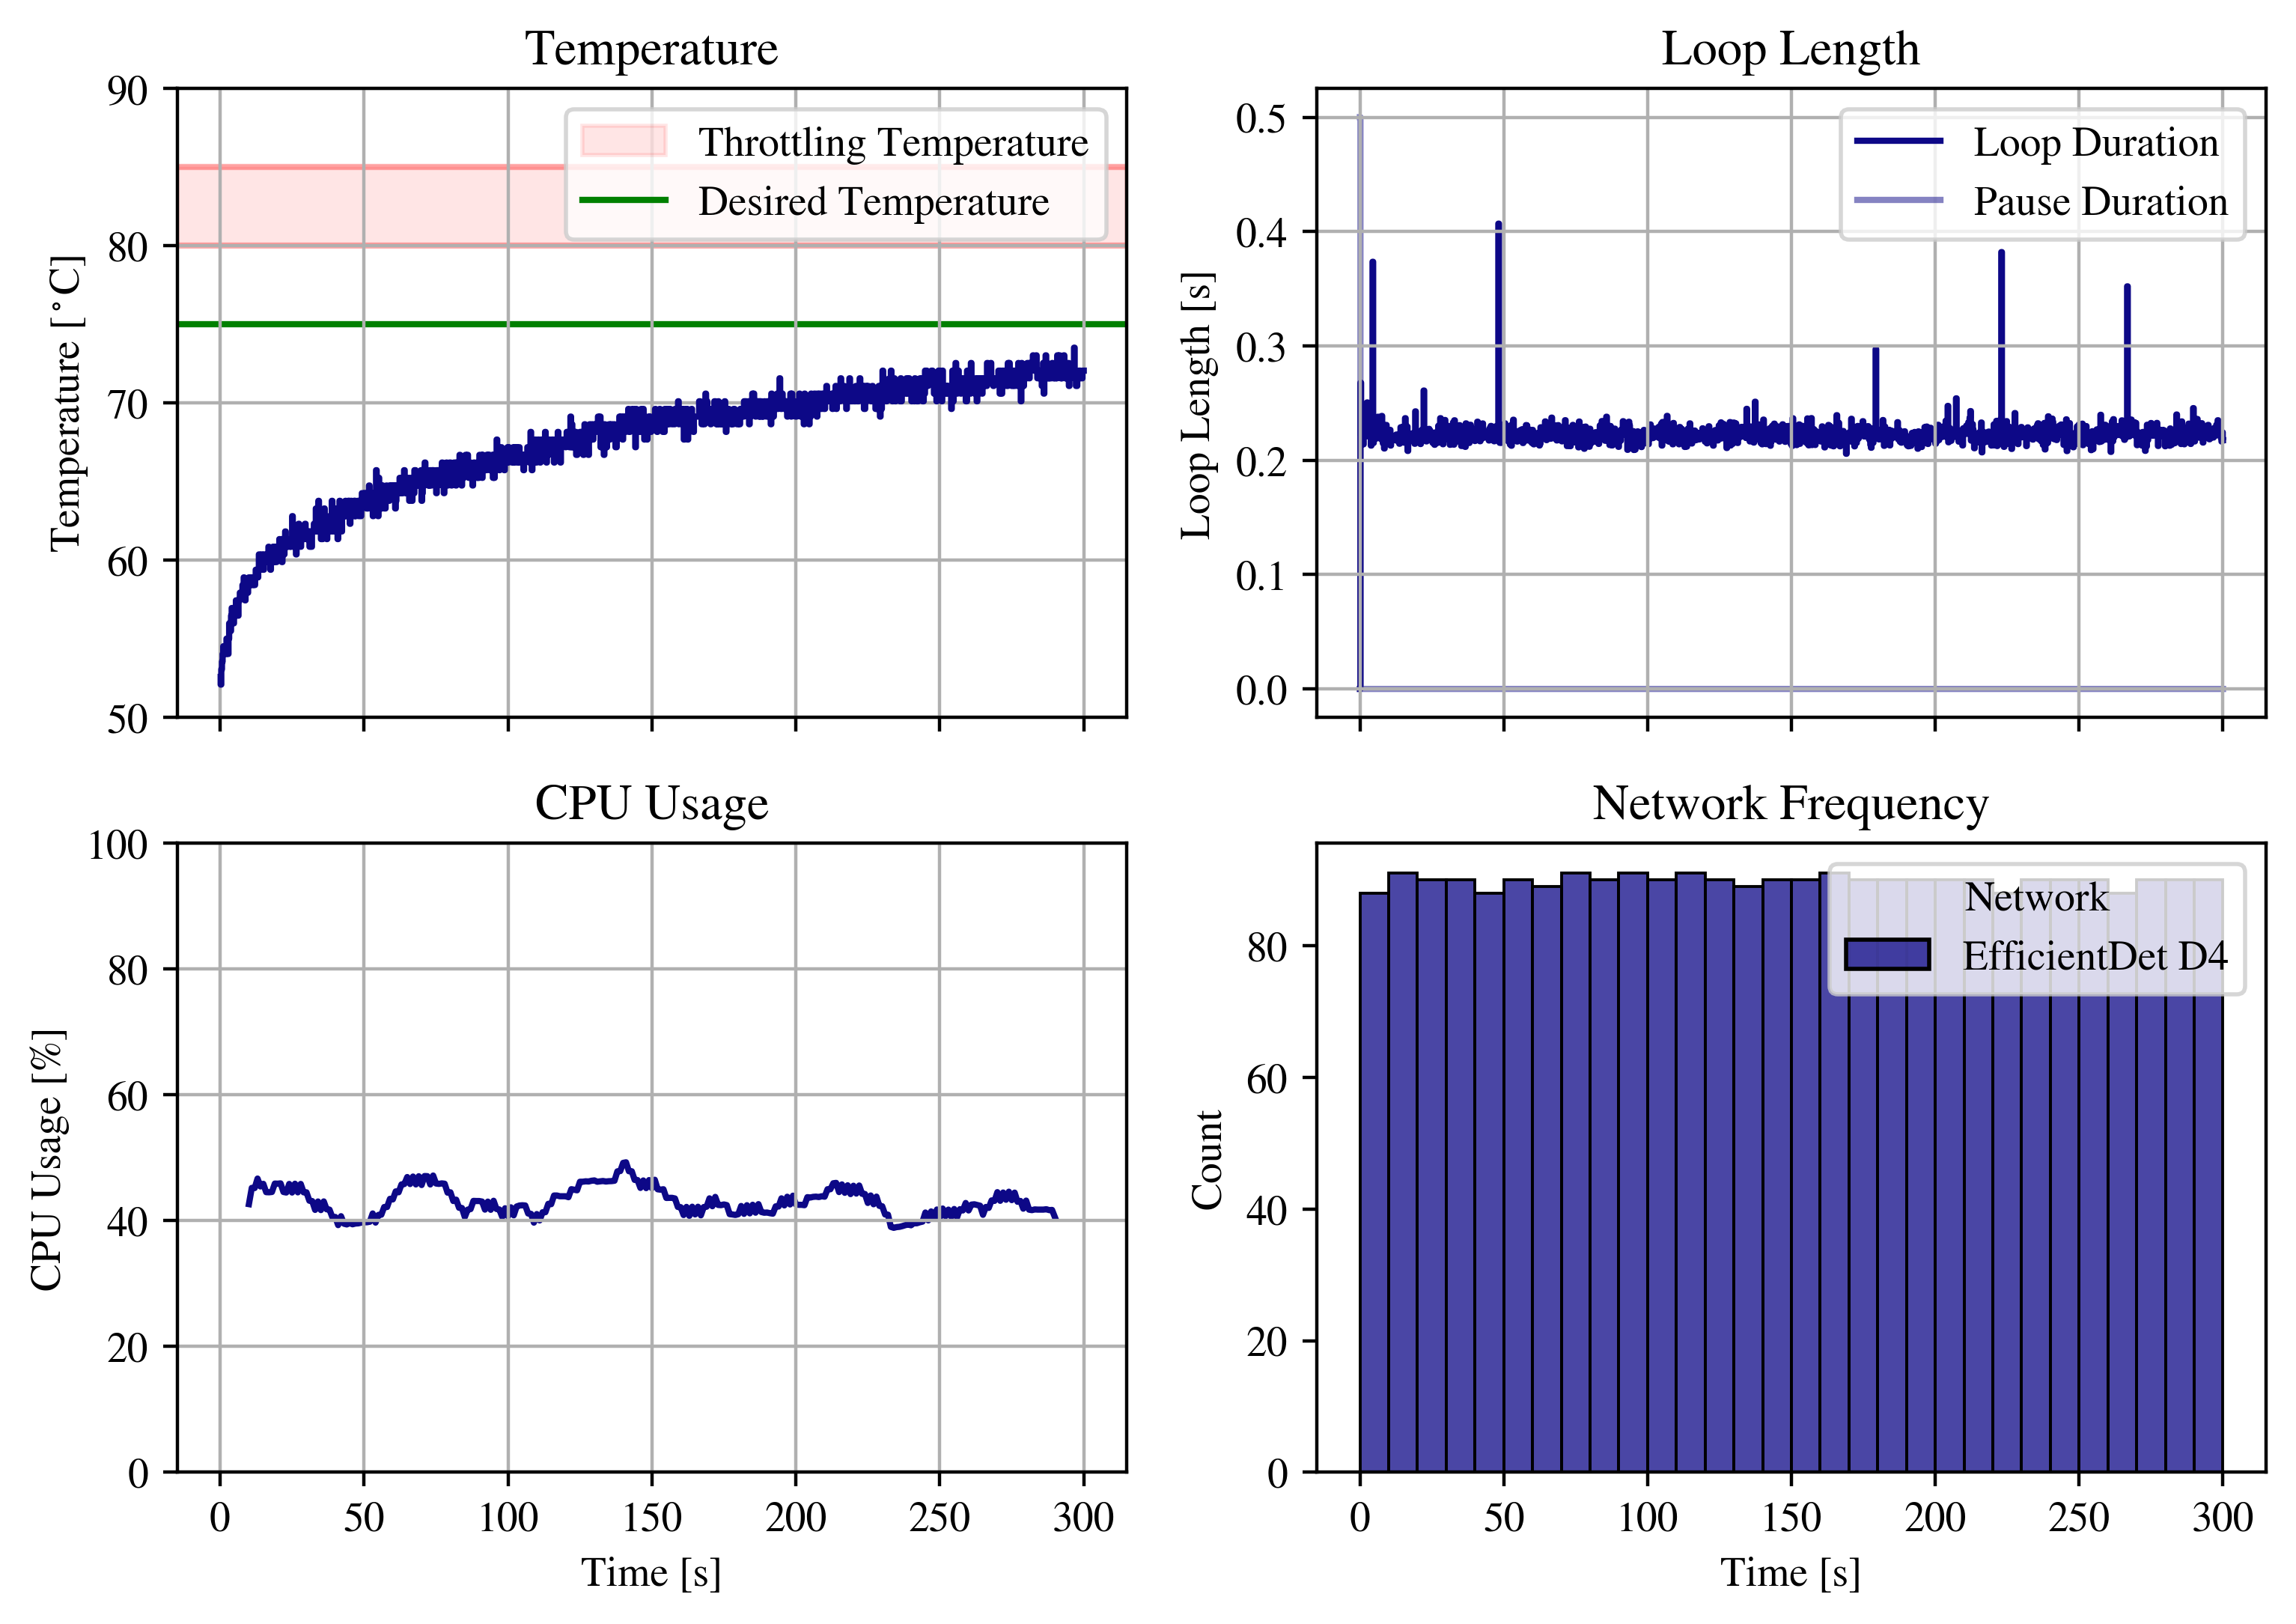 Temperature
90
80
70
60
50
Temperature [°C]
Throttling Temperature
Desired Temperature
Loop Length
0.5
0.4
0.3
0.2
0.1
0.0
Loop Length [s]
Loop Duration
Pause Duration
CPU Usage
100
80
60
40
20
0
CPU Usage [%]
0 50 100 150 200 250 300
Time [s]
Network Frequency
80
60
40
20
0
Count
Network
EfficientDet D4
0 50 100 150 200 250 300
Time [s]